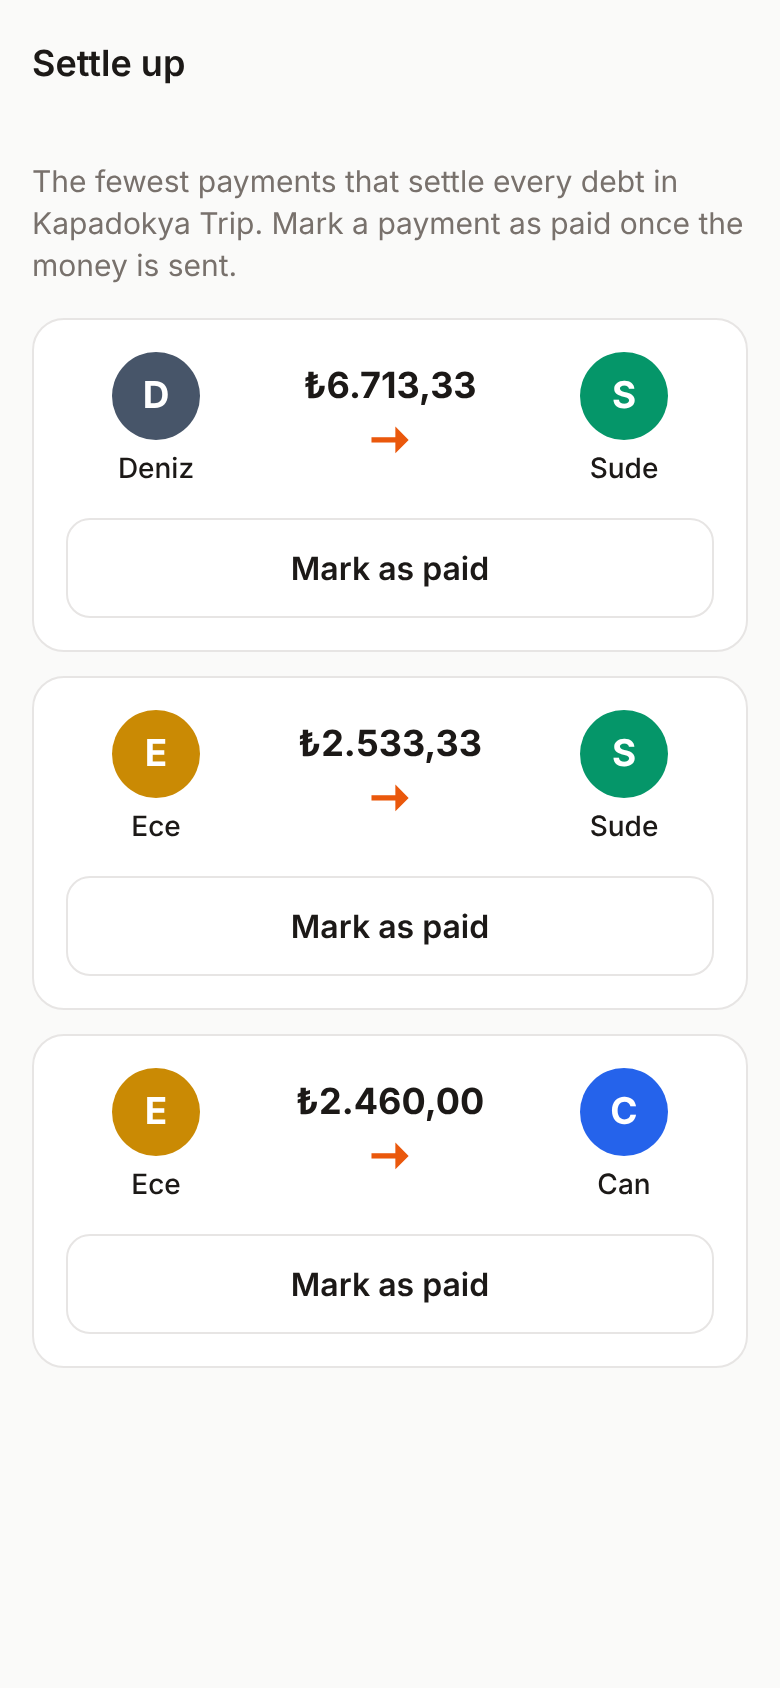 Settle up
The fewest payments that settle every debt in
Kapadokya Trip. Mark a payment as paid once the
money is sent.
D
₺6.713,33
S
Deniz
Sude
Mark as paid
E
₺2.533,33
S
Ece
Sude
Mark as paid
E
₺2.460,00
C
Ece
Can
Mark as paid